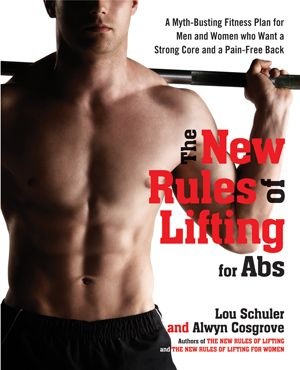 A Myth-Busting Fitness Plan for
Men and Women who Want a
Strong Core and a Pain-Free Back
The New
Rules of
Lifting
for Abs
Lou Schuler
and Alwyn Cosgrove
Authors of THE NEW RULES OF LIFTING
and THE NEW RULES OF LIFTING FOR WOMEN